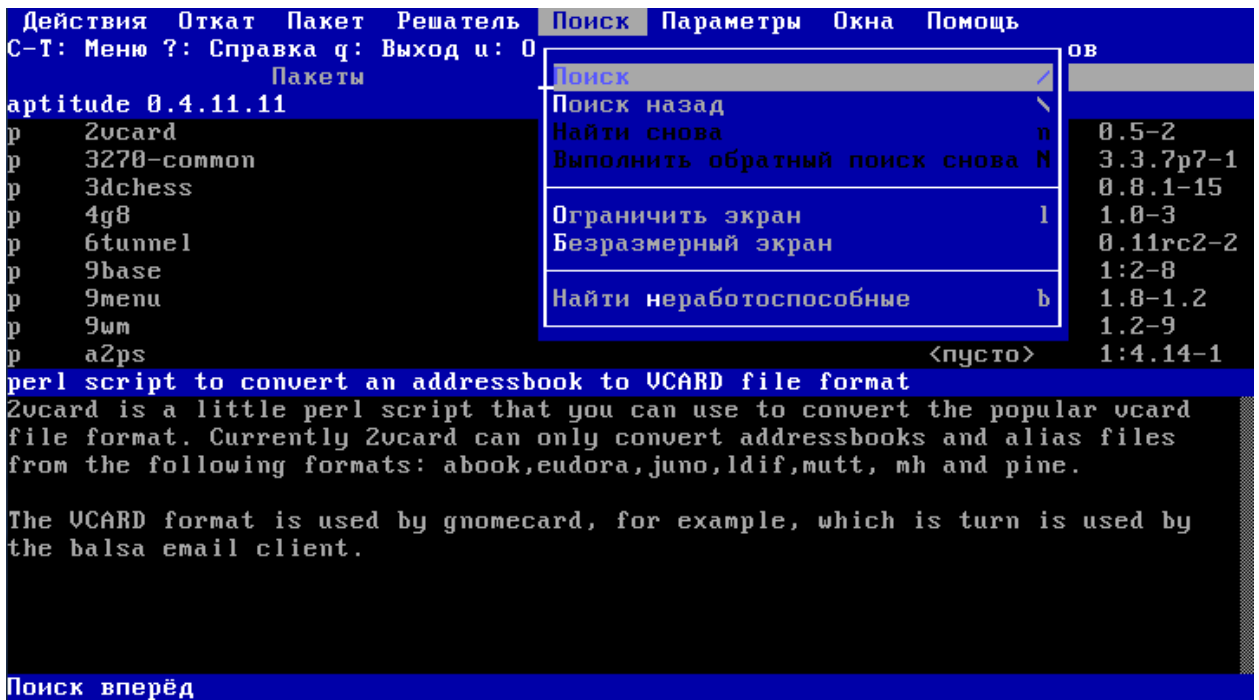 Действия Откат Пакет Решатель Поиск Параметры Окна Помощь
C-T: Меню ?: Справка q: Выход u: О ов
Пакеты Поиск /
aptitude 0.4.11.11 Поиск назад \
p 2vcard Найти снова n 0.5-2
p 3270-common Выполнить обратный поиск снова N 3.3.7p7-1
p 3dchess 0.8.1-15
p 4g8 Ограничить экран l 1.0-3
p 6tunnel Безразмерный экран 0.11rc2-2
p 9base 1:2-8
p 9menu Найти неработоспособные b 1.8-1.2
p 9wm 1.2-9
p a2ps <пусто> 1:4.14-1
perl script to convert an addressbook to VCARD file format
2vcard is a little perl script that you can use to convert the popular vcard
file format. Currently 2vcard can only convert addressbooks and alias files
from the following formats: abook,eudora,juno,ldif,mutt, mh and pine.
The VCARD format is used by gnomecard, for example, which is turn is used by
the balsa email client.
Поиск вперёд